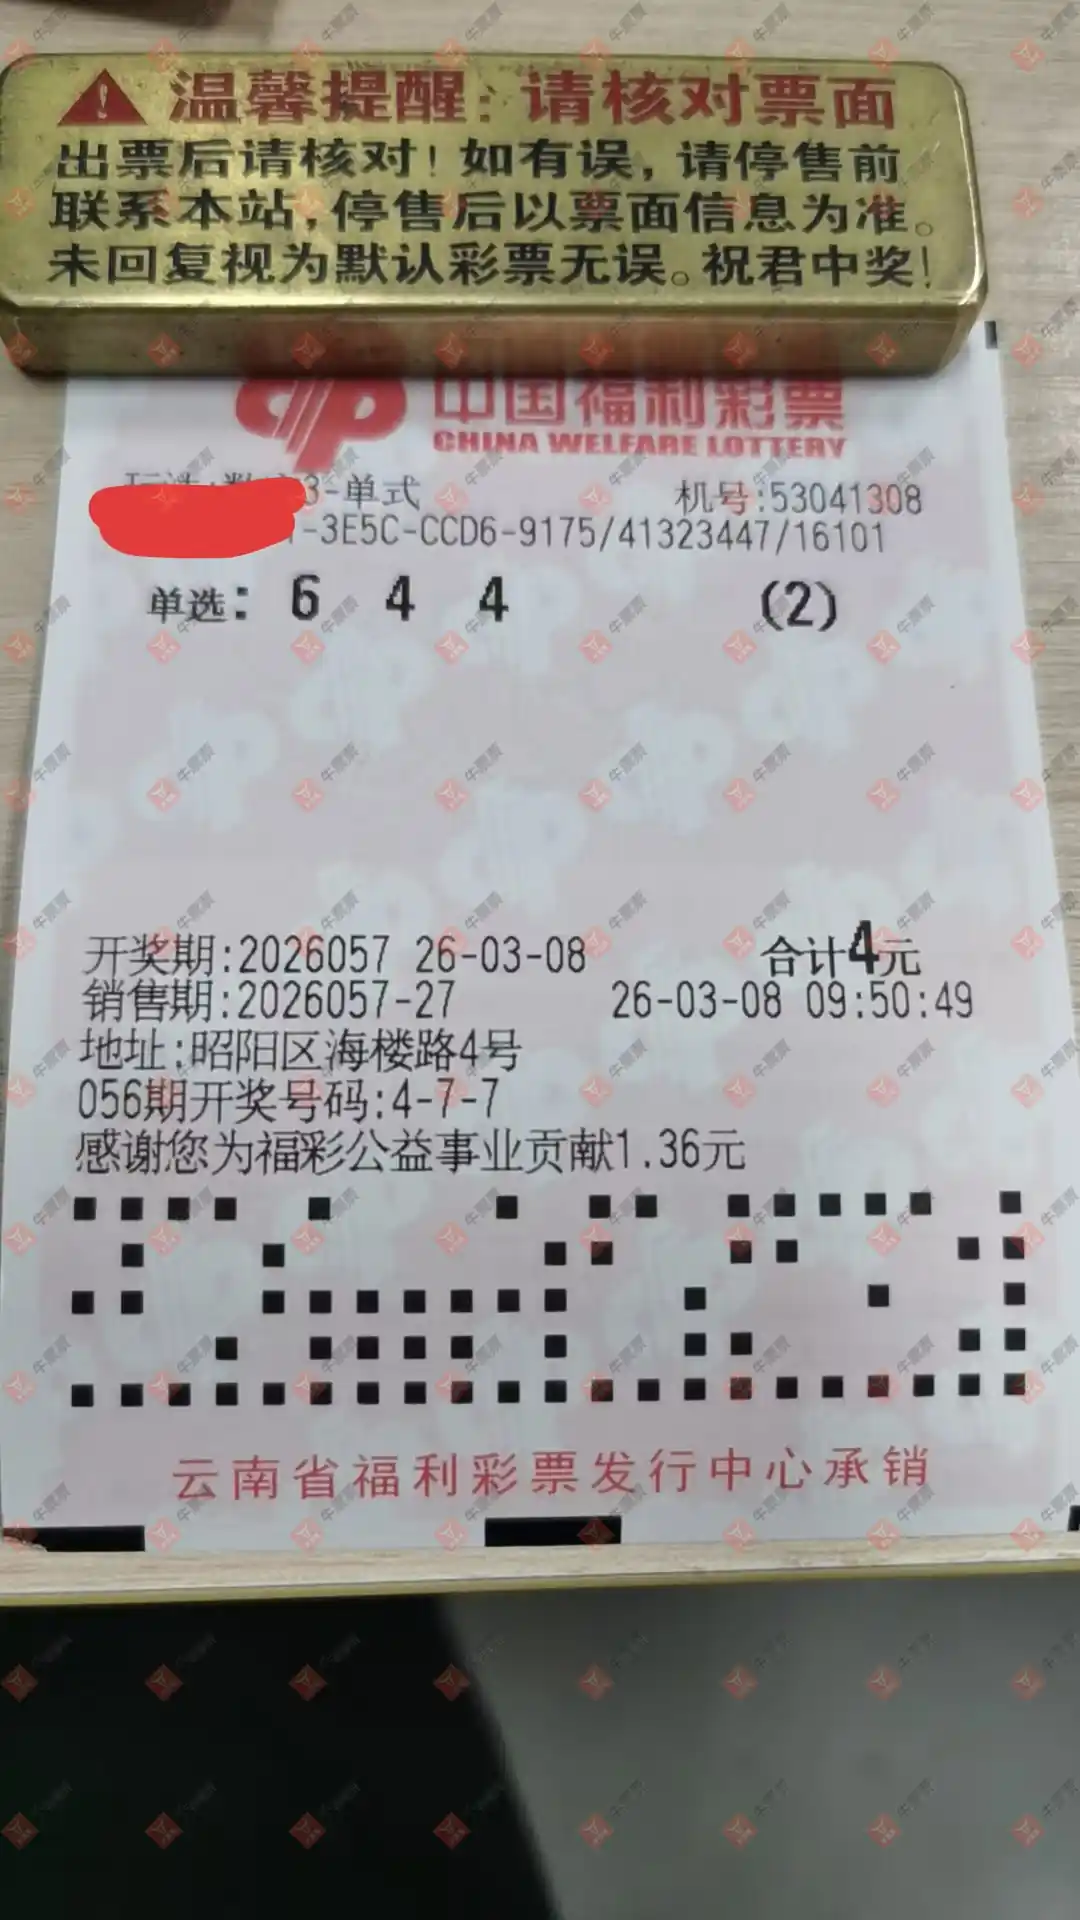 温馨提醒：请核对票面
出票后请核对！如有误，请停售前
联系本站，停售后以票面信息为准。
未回复视为默认彩票无误。祝君中奖！
中国福利彩票
CHINA WELFARE LOTTERY
3-单式 机号:53041308
-3E5C-CCD6-9175/41323447/16101
单选: 6 4 4 (2)
开奖期:2026057 26-03-08 合计4元
销售期:2026057-27 26-03-08 09:50:49
地址:昭阳区海楼路4号
056期开奖号码:4-7-7
感谢您为福彩公益事业贡献1.36元
云南省福利彩票发行中心承销
牛票票